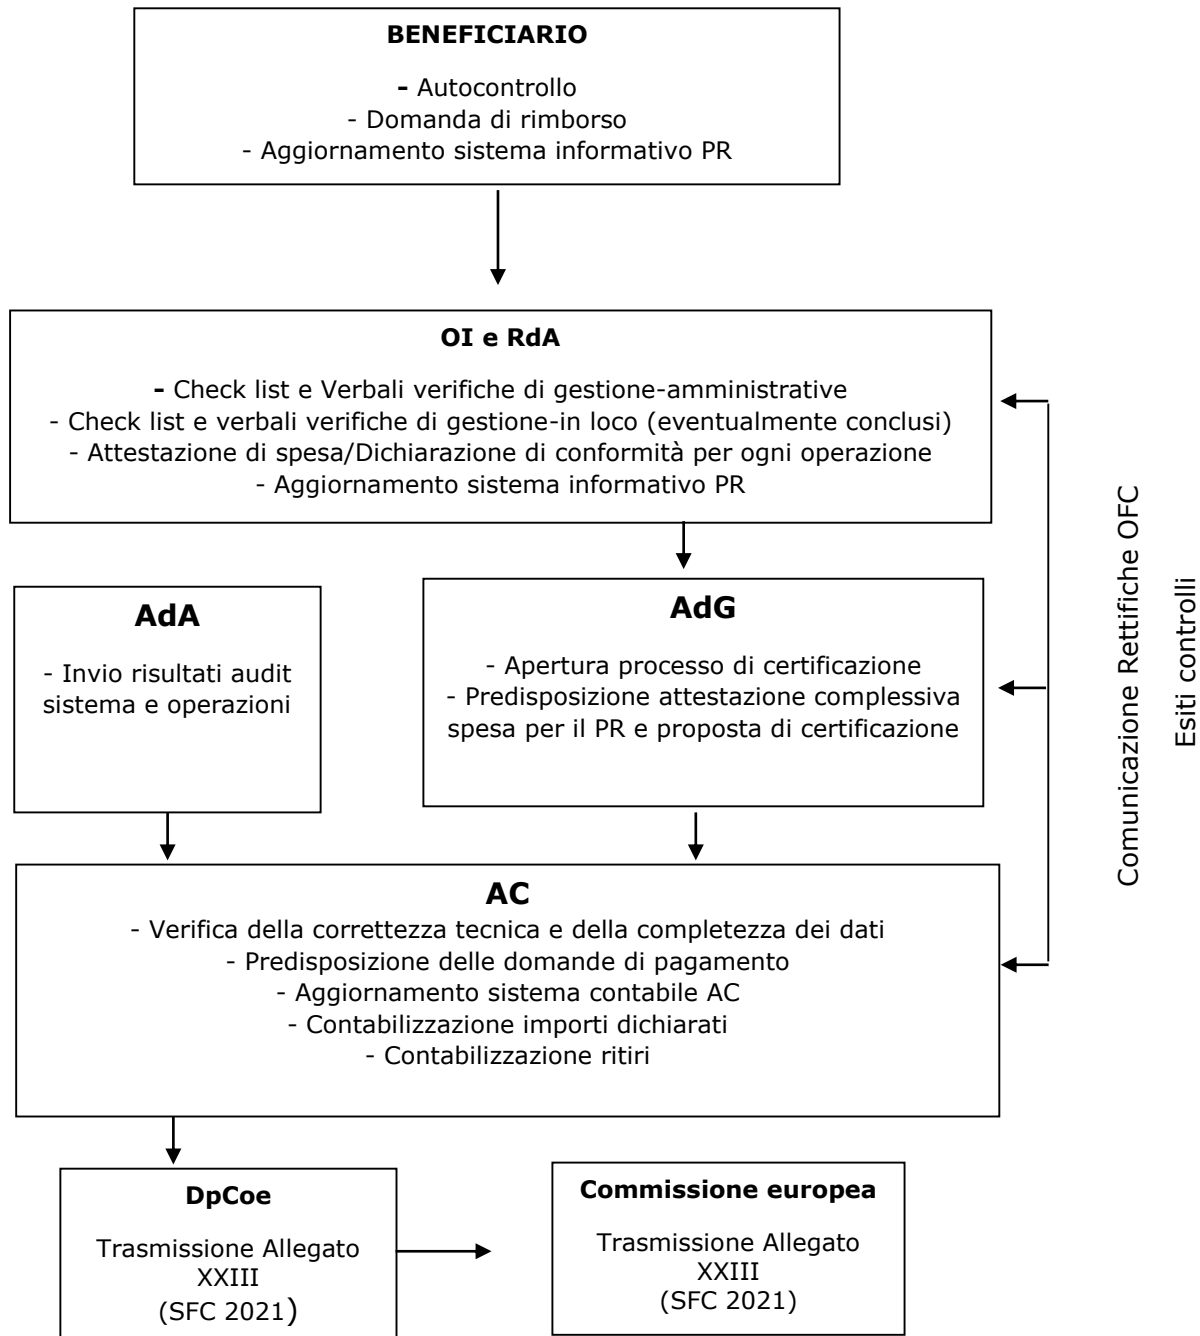 BENEFICIARIO
- Autocontrollo
- Domanda di rimborso
- Aggiornamento sistema informativo PR
OI e RdA
- Check list e Verbali verifiche di gestione-amministrative
- Check list e verbali verifiche di gestione-in loco (eventualmente conclusi)
- Attestazione di spesa/Dichiarazione di conformità per ogni operazione
- Aggiornamento sistema informativo PR
AdA
- Invio risultati audit
sistema e operazioni
AdG
- Apertura processo di certificazione
- Predisposizione attestazione complessiva
spesa per il PR e proposta di certificazione
AC
- Verifica della correttezza tecnica e della completezza dei dati
- Predisposizione delle domande di pagamento
- Aggiornamento sistema contabile AC
- Contabilizzazione importi dichiarati
- Contabilizzazione ritiri
DpCoe
Trasmissione Allegato
XXIII
(SFC 2021)
Commissione europea
Trasmissione Allegato
XXIII
(SFC 2021)
Comunicazione Rettifiche OFC
Esiti controlli